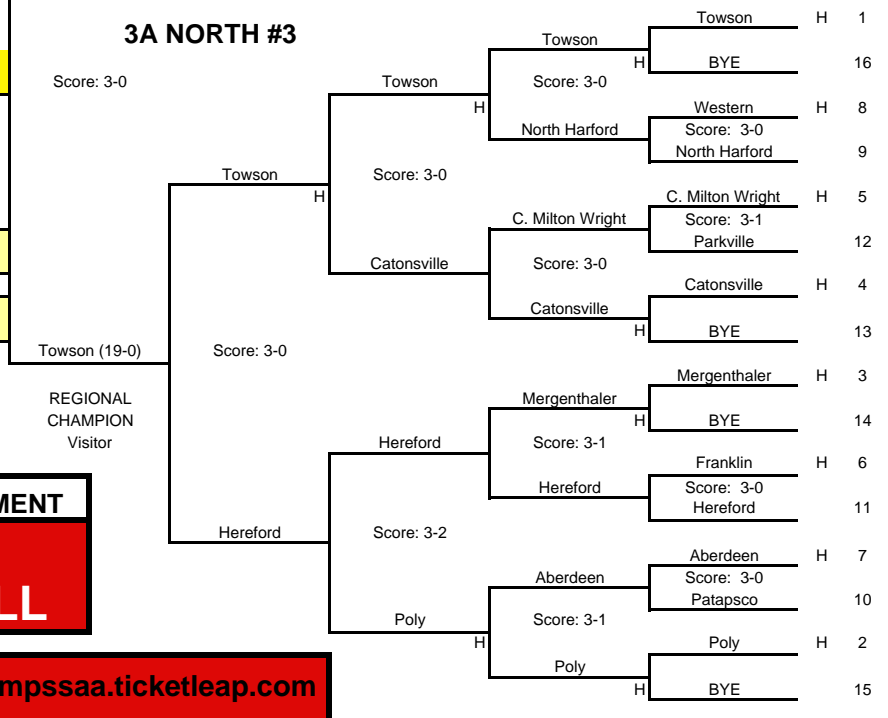 3A NORTH #3
Towson H 1
Towson
H BYE 16
Score: 3-0 Towson Score: 3-0
H Western H 8
North Harford Score: 3-0
North Harford 9
Towson Score: 3-0
H C. Milton Wright H 5
C. Milton Wright Score: 3-1
Parkville 12
Catonsville Score: 3-0
Catonsville H 4
Catonsville
H BYE 13
Towson (19-0) Score: 3-0
Mergenthaler H 3
REGIONAL
Mergenthaler
CHAMPION
H BYE 14
Visitor Hereford Score: 3-1
Franklin H 6
Hereford Score: 3-0
MENT Hereford 11
Hereford Score: 3-2
Aberdeen H 7
Aberdeen Score: 3-0
LL Patapsco 10
Poly Score: 3-1
H Poly H 2
Poly
mpssaa.ticketleap.com H BYE 15